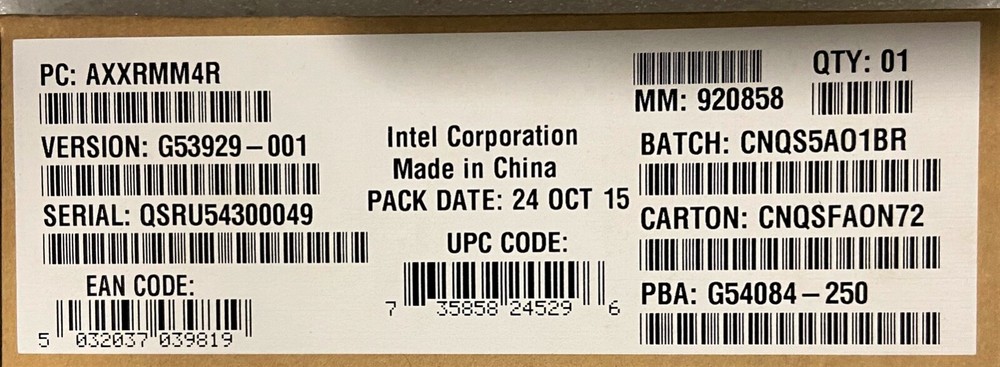 PC: AXXRMM4R
VERSION: G53929-001
SERIAL: QSRU54300049
EAN CODE:
5 032037 039819
Intel Corporation
Made in China
PACK DATE: 24 OCT 15
UPC CODE:
7 35858 24529 6
QTY: 01
MM: 920858
BATCH: CNQS5A01BR
CARTON: CNQSFA0N72
PBA: G54084-250